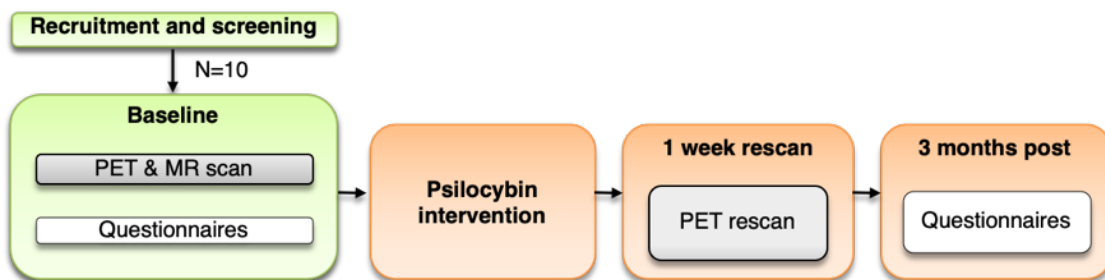 Recruitment and screening
N=10
Baseline
PET & MR scan
Questionnaires
Psilocybin
intervention
1 week rescan
PET rescan
3 months post
Questionnaires